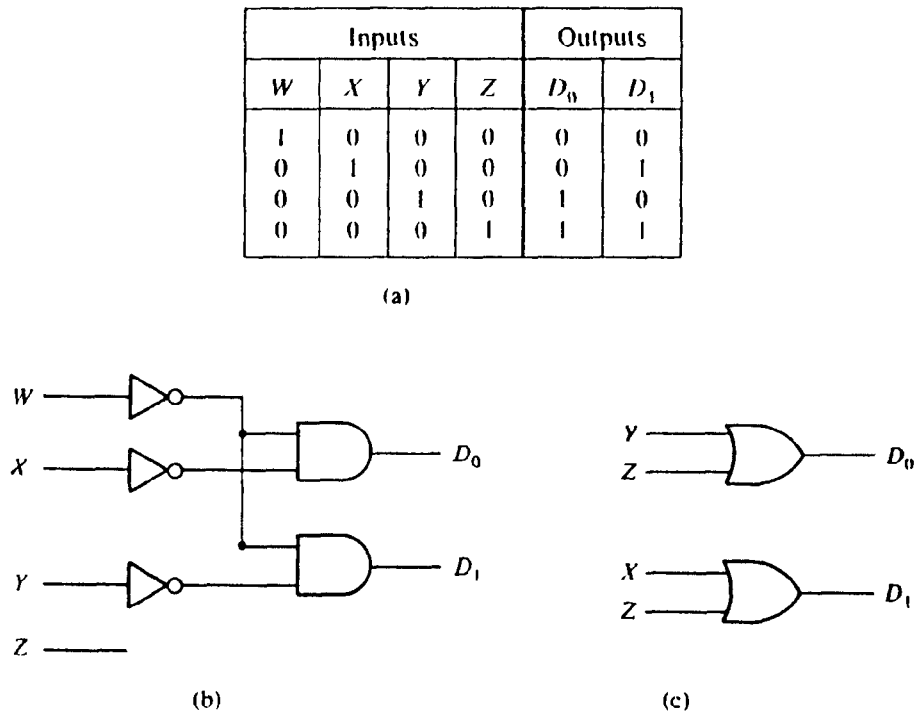 Inputs Outputs
W X Y Z D₀ D₁
1 0 0 0 0 0
0 1 0 0 0 1
0 0 1 0 1 0
0 0 0 1 1 1
(a)
W
X
Y
Z
D₀
D₁
(b)
Y
Z
D₀
X
Z
D₁
(c)